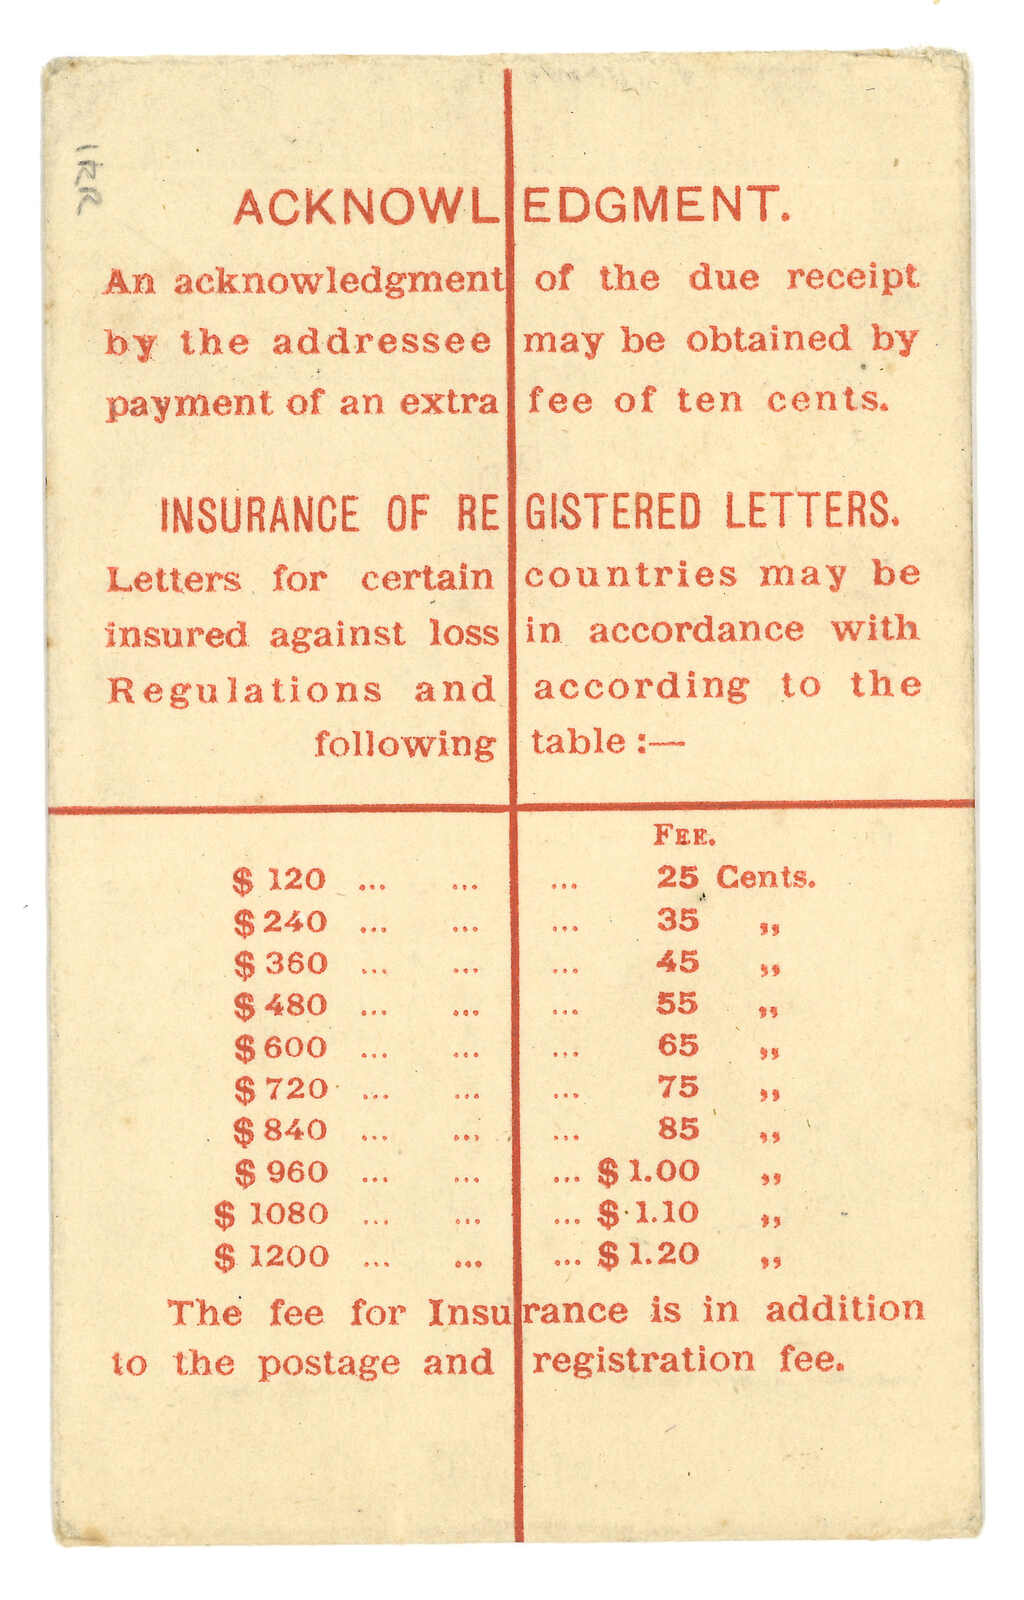 ACKNOWLEDGMENT.
An acknowledgment of the due receipt
by the addressee may be obtained by
payment of an extra fee of ten cents.
INSURANCE OF REGISTERED LETTERS.
Letters for certain countries may be
insured against loss in accordance with
Regulations and according to the
following table :—
FEE.
$ 120 ... ... ... 25 Cents.
$ 240 ... ... ... 35 „
$ 360 ... ... ... 45 „
$ 480 ... ... ... 55 „
$ 600 ... ... ... 65 „
$ 720 ... ... ... 75 „
$ 840 ... ... ... 85 „
$ 960 ... ... ... $ 1.00 „
$ 1080 ... ... ... $ 1.10 „
$ 1200 ... ... ... $ 1.20 „
The fee for Insurance is in addition
to the postage and registration fee.